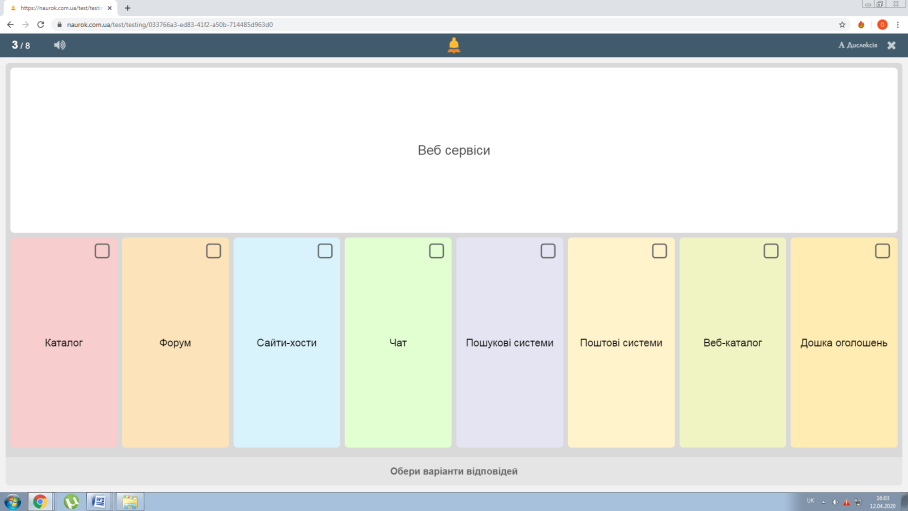 https://naurok.com.ua/test/testi
naurok.com.ua/test/testing/033766a3-ed83-41f2-a50b-714485d963d0
3 / 8
А Дислексія
Веб сервіси
Каталог
Форум
Сайти-хости
Чат
Пошукові системи
Поштові системи
Веб-каталог
Дошка оголошень
Обери варіанти відповідей
UK
16:03
12.04.2020